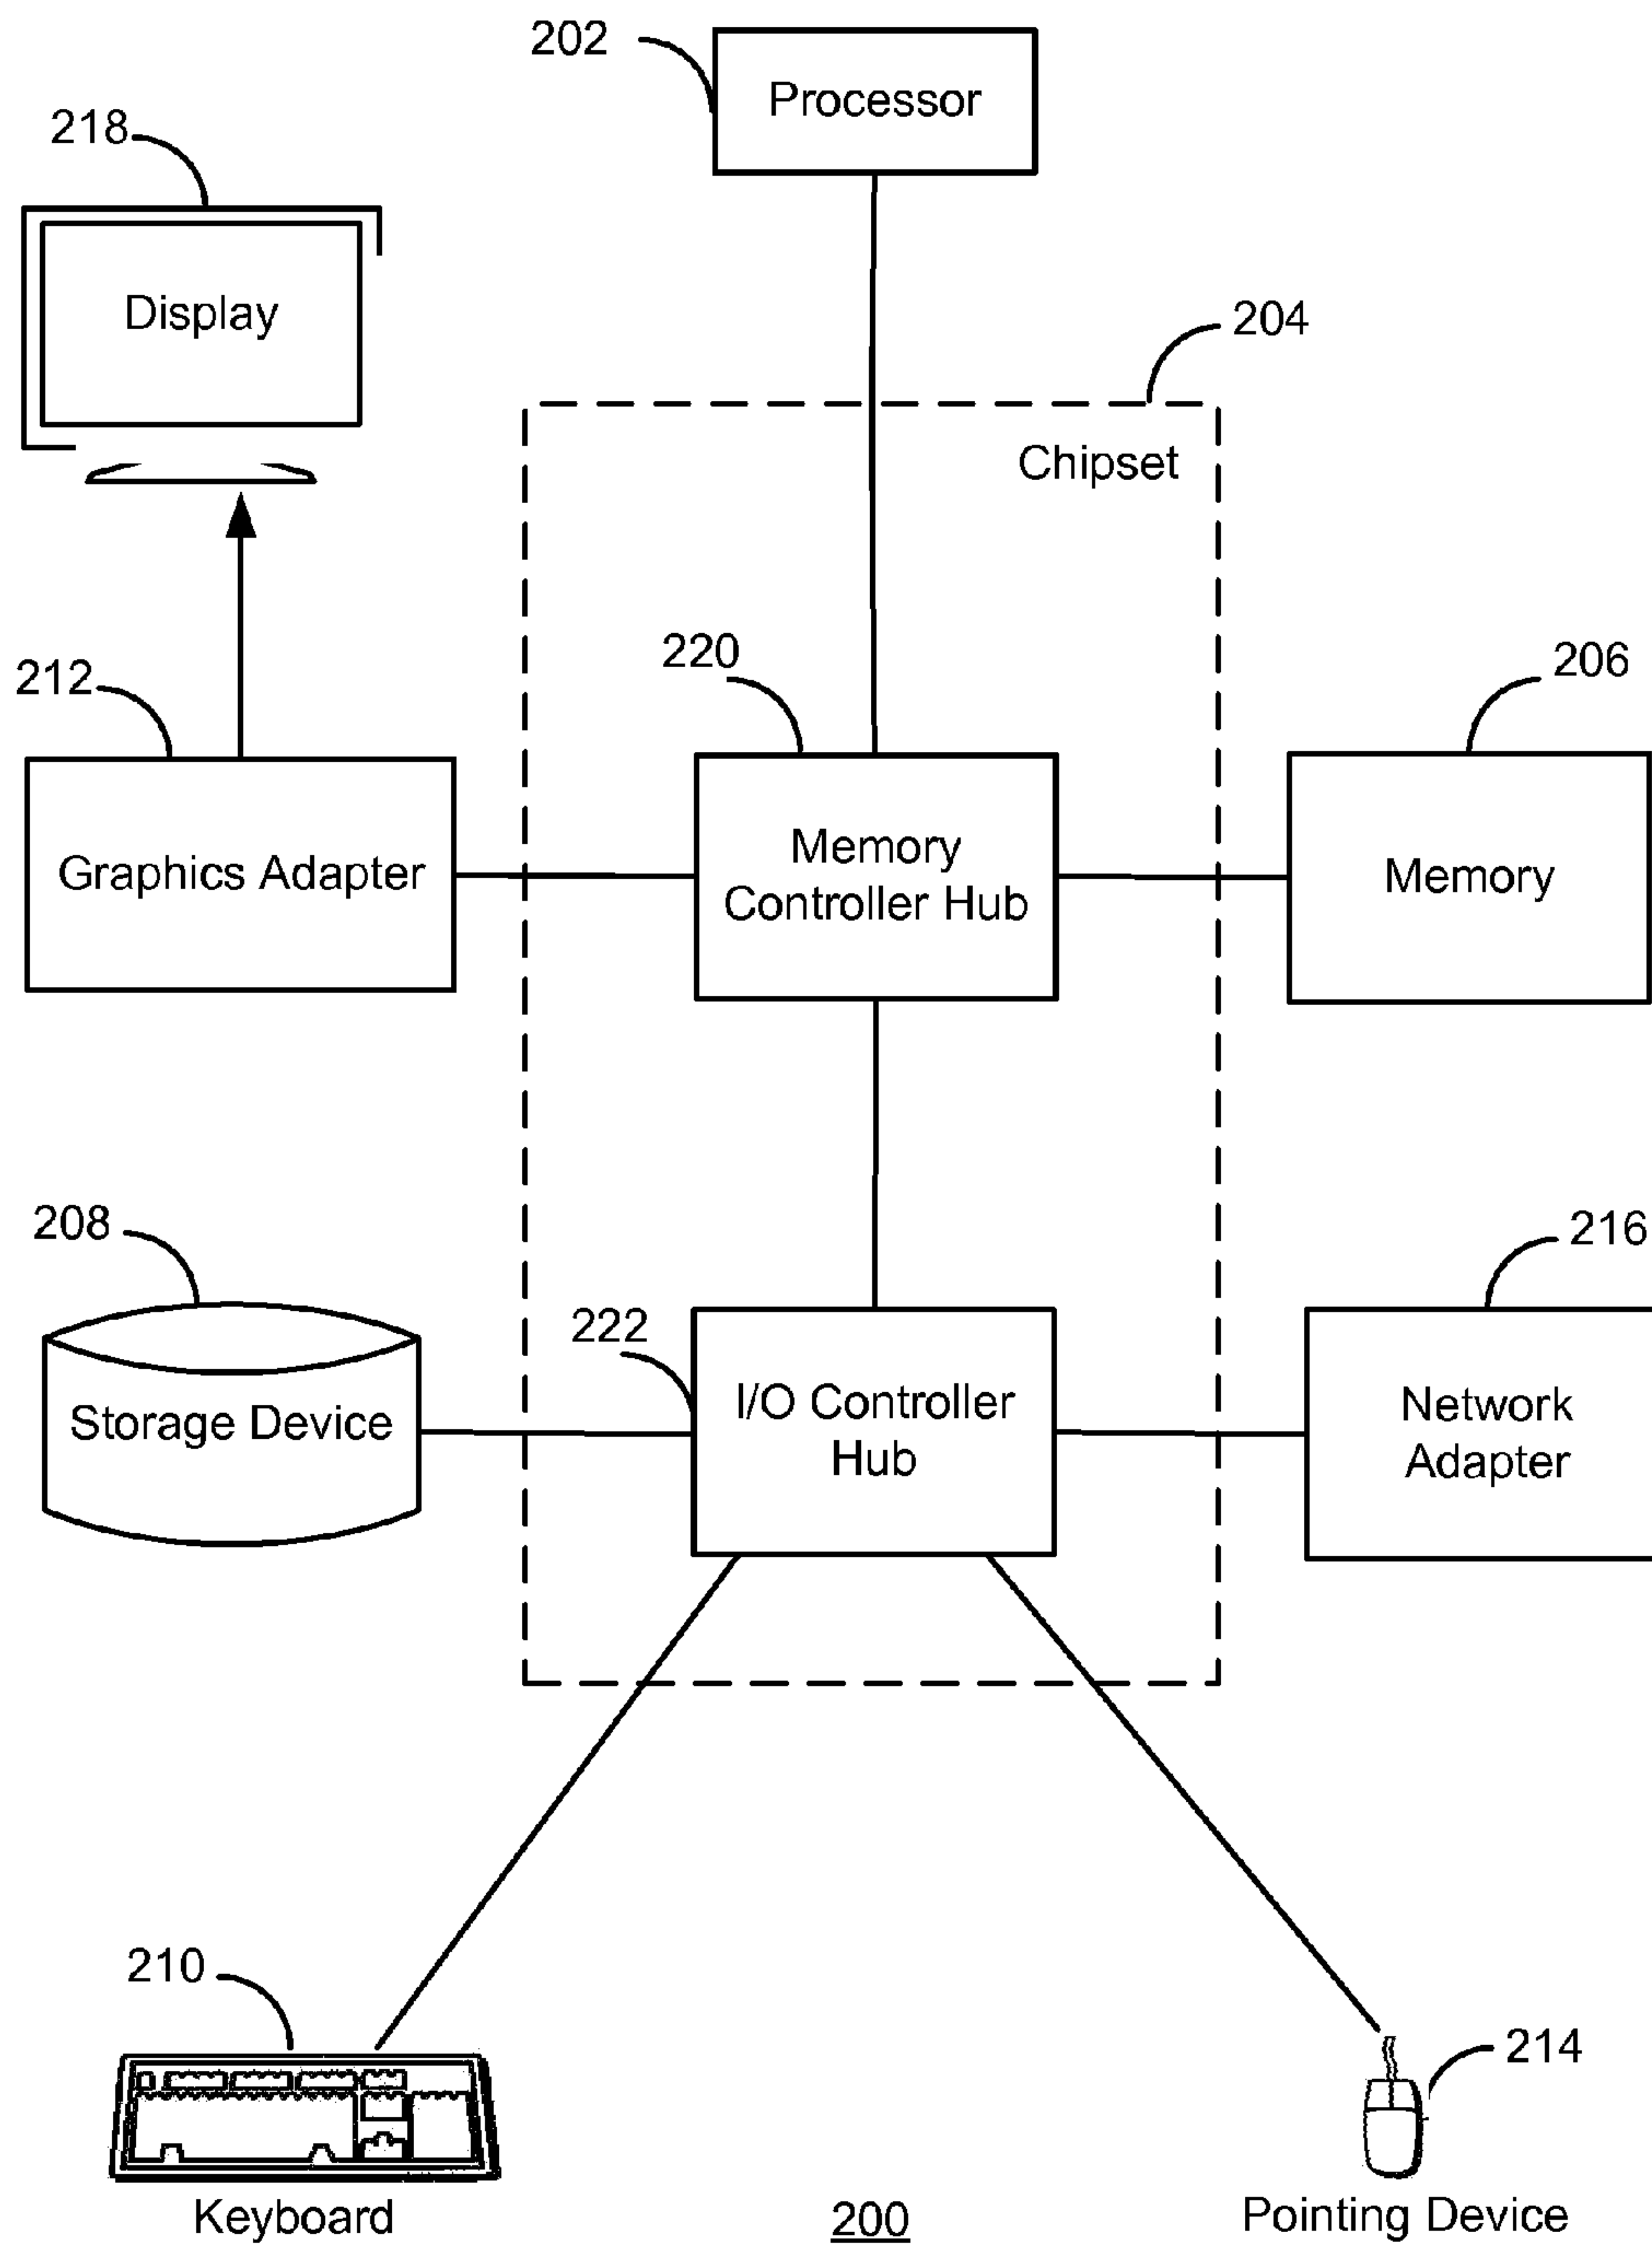 202
Processor
218
Display
204
Chipset
220
206
212
Memory
Controller Hub
Graphics Adapter
Memory
208
216
222
I/O Controller
Hub
Storage Device
Network
Adapter
210
214
Keyboard
200
Pointing Device